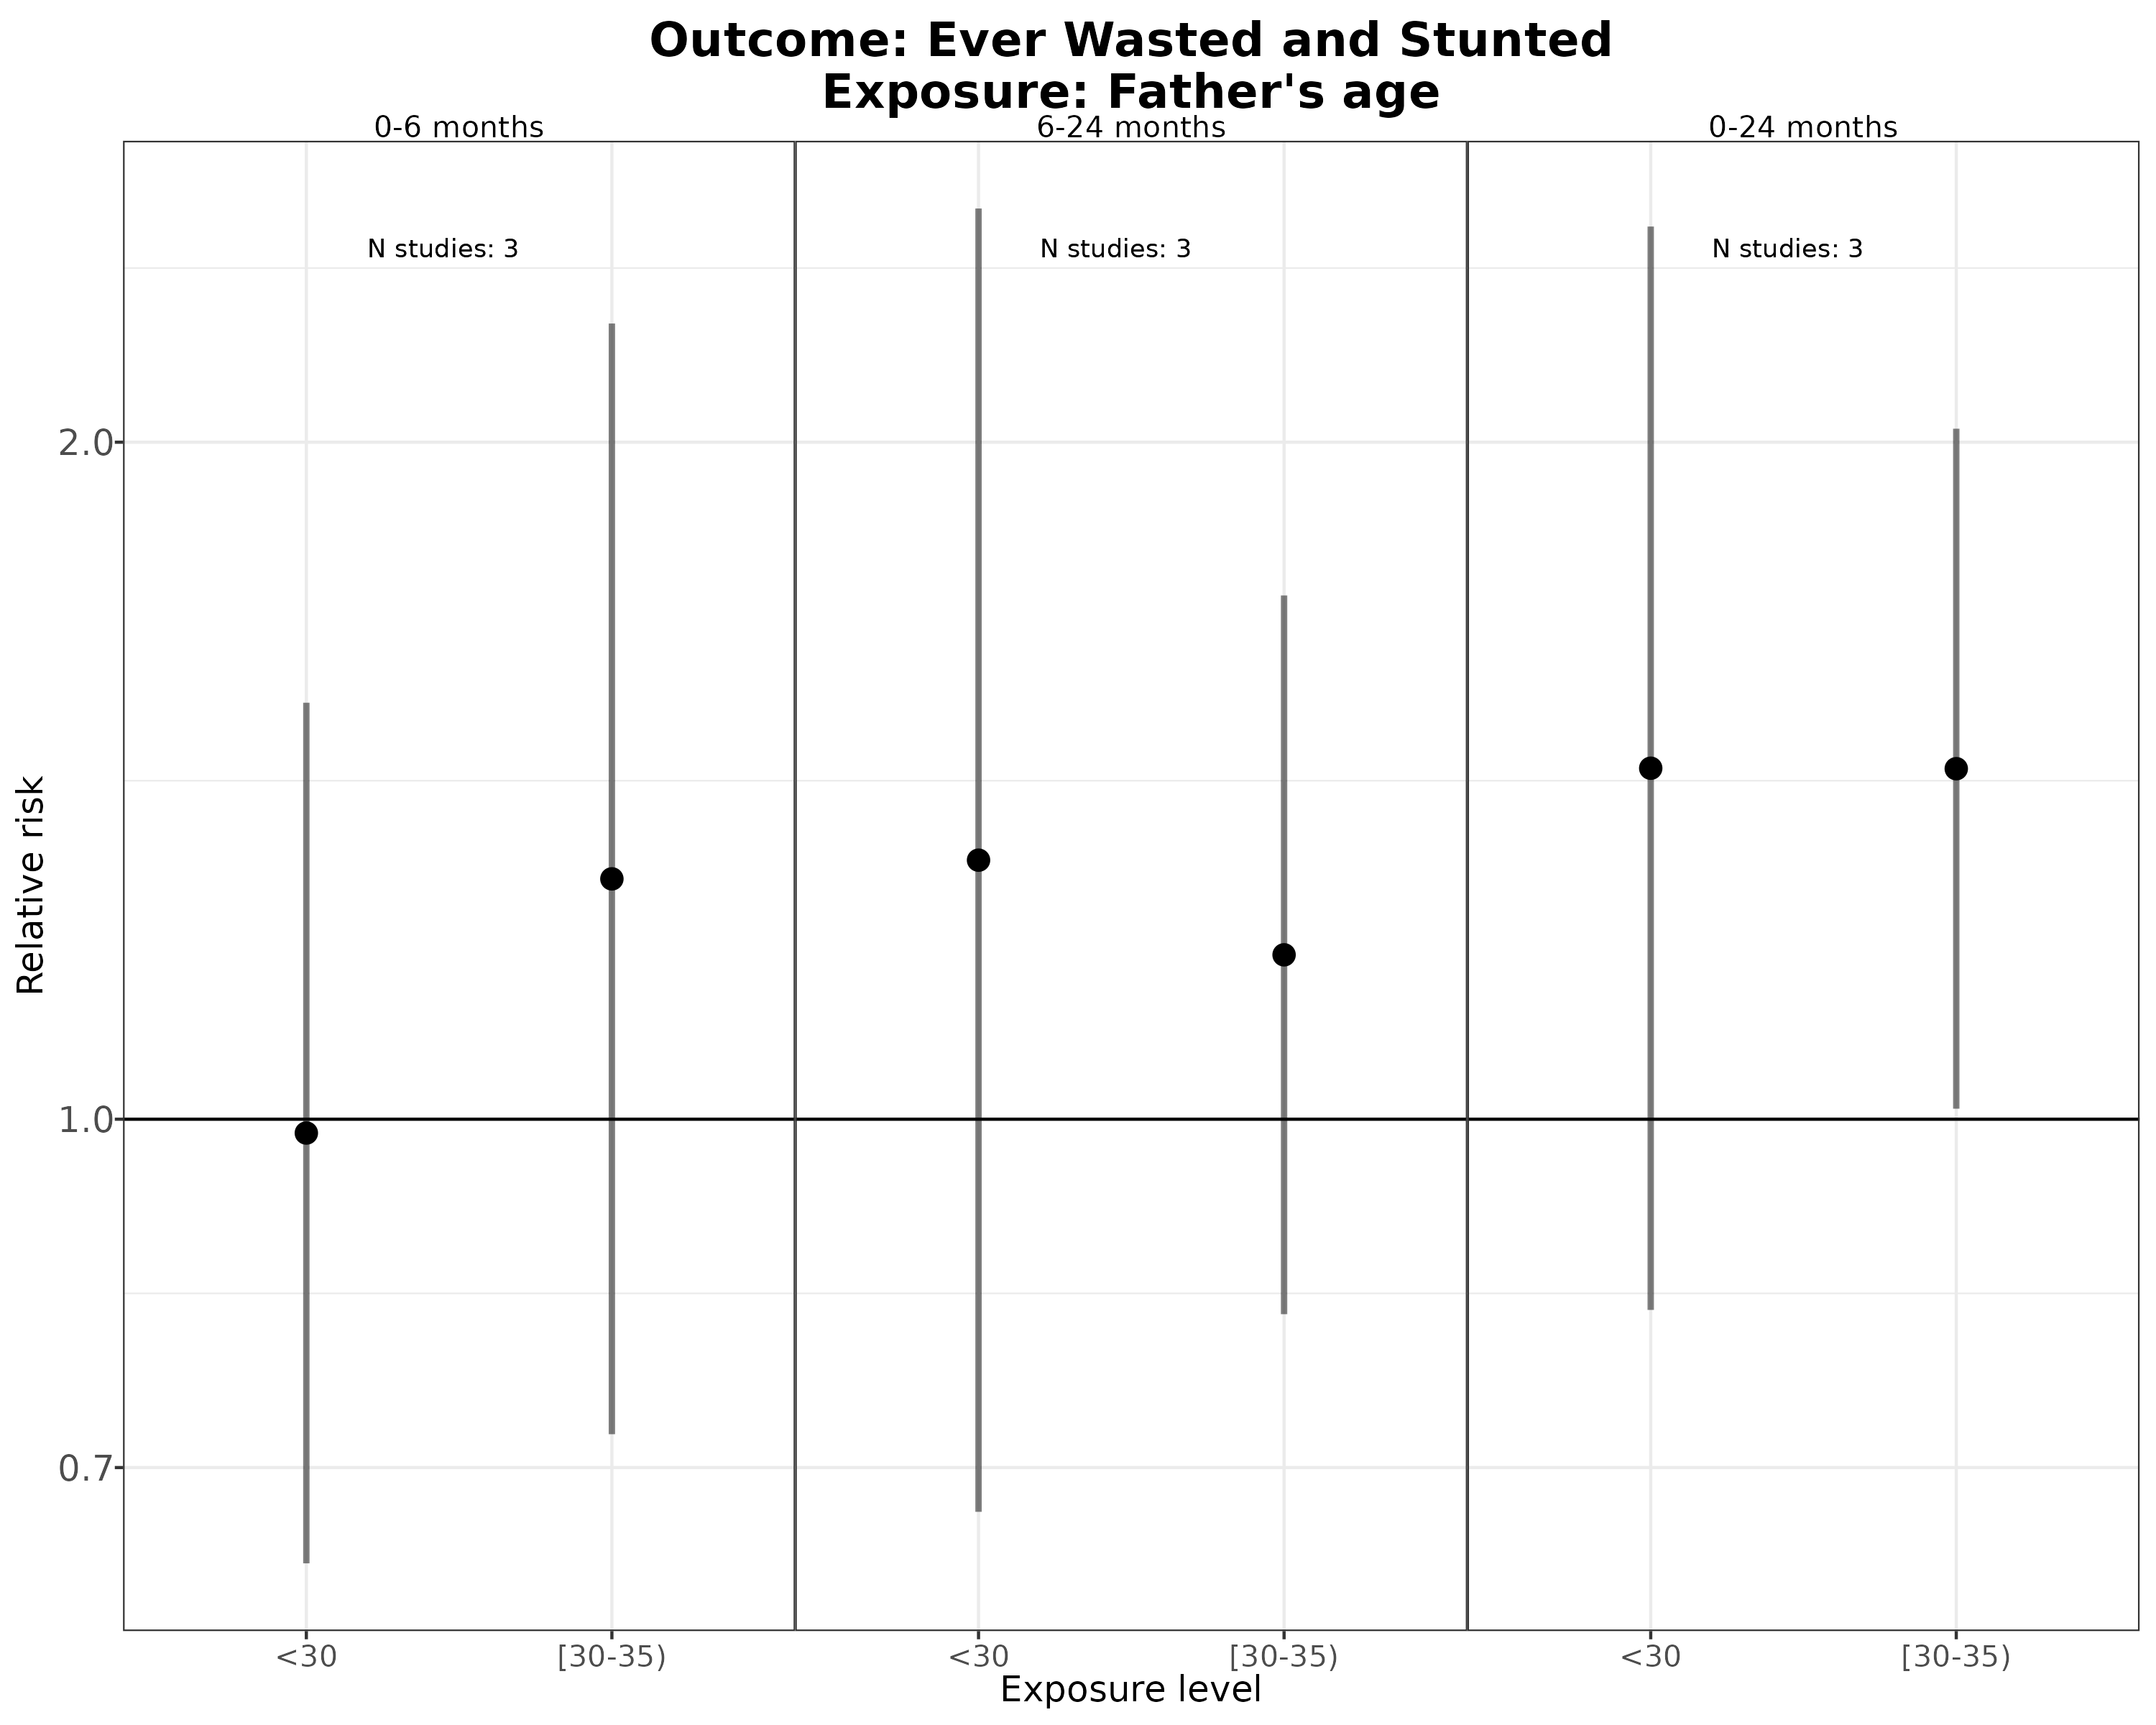 Outcome: Ever Wasted and Stunted
Exposure: Father's age
0-6 months
6-24 months
0-24 months
N studies: 3
N studies: 3
N studies: 3
2.0
1.0
0.7
Relative risk
<30
[30-35)
<30
[30-35)
<30
[30-35)
Exposure level